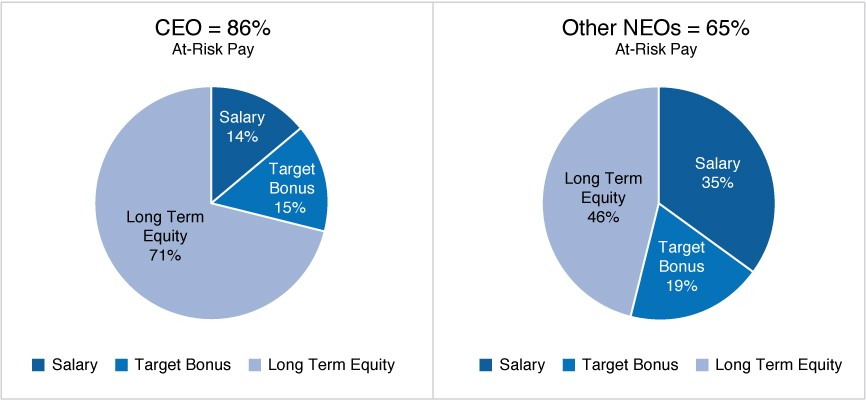 CEO = 86%
At-Risk Pay
Salary
14%
Target
Bonus
15%
Long Term
Equity
71%
Salary
Target Bonus
Long Term Equity
Other NEOs = 65%
At-Risk Pay
Salary
35%
Long Term
Equity
46%
Target
Bonus
19%
Salary
Target Bonus
Long Term Equity